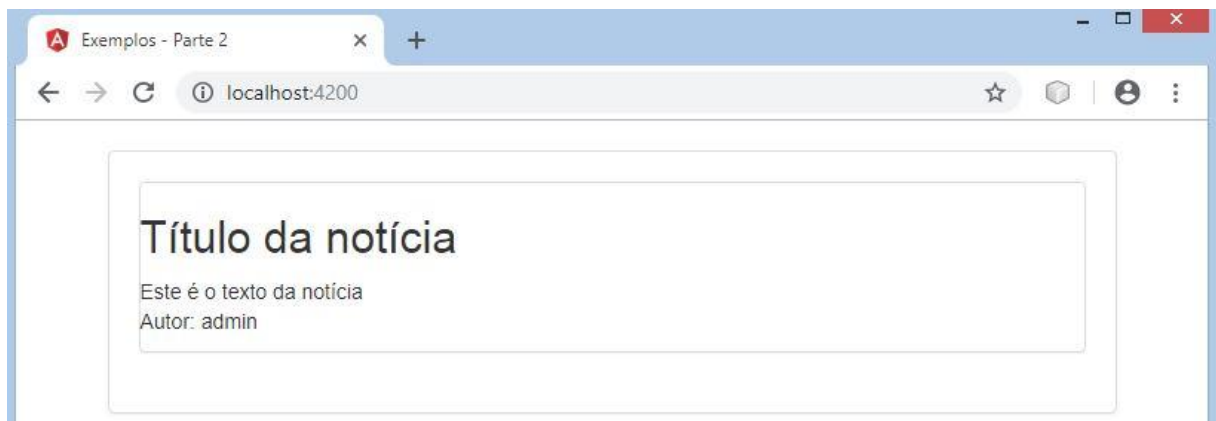 Exemplos - Parte 2
localhost:4200
Título da notícia
Este é o texto da notícia
Autor: admin